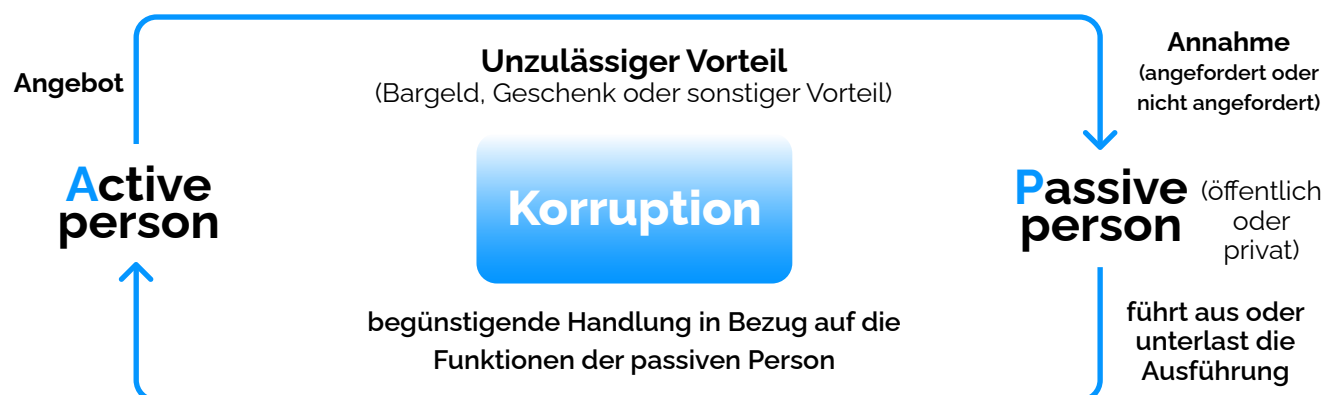 Angebot
Unzulässiger Vorteil
(Bargeld, Geschenk oder sonstiger Vorteil)
Annahme
(angefordert oder
nicht angefordert)
Active
person
Korruption
Passive
person
(öffentlich
oder
privat)
begünstigende Handlung in Bezug auf die
Funktionen der passiven Person
führt aus oder
unterlast die
Ausführung